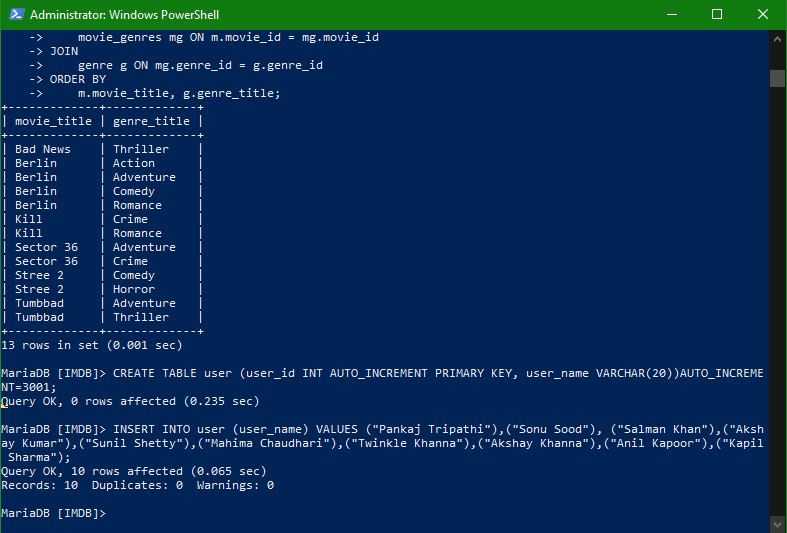 Administrator: Windows PowerShell
    ->     movie_genres mg ON m.movie_id = mg.movie_id
    -> JOIN
    ->     genre g ON mg.genre_id = g.genre_id
    -> ORDER BY
    ->     m.movie_title, g.genre_title;
+-------------+-------------+
| movie_title | genre_title |
+-------------+-------------+
| Bad News    | Thriller    |
| Berlin      | Action      |
| Berlin      | Adventure   |
| Berlin      | Comedy      |
| Berlin      | Romance     |
| Kill        | Crime       |
| Kill        | Romance     |
| Sector 36   | Adventure   |
| Sector 36   | Crime       |
| Stree 2     | Comedy      |
| Stree 2     | Horror      |
| Tumbbad     | Adventure   |
| Tumbbad     | Thriller    |
+-------------+-------------+
13 rows in set (0.001 sec)

MariaDB [IMDB]> CREATE TABLE user (user_id INT AUTO_INCREMENT PRIMARY KEY, user_name VARCHAR(20))AUTO_INCREME
NT=3001;
Query OK, 0 rows affected (0.235 sec)

MariaDB [IMDB]> INSERT INTO user (user_name) VALUES ("Pankaj Tripathi"),("Sonu Sood"), ("Salman Khan"),("Aksh
ay Kumar"),("Sunil Shetty"),("Mahima Chaudhari"),("Twinkle Khanna"),("Akshay Khanna"),("Anil Kapoor"),("Kapil
 Sharma");
Query OK, 10 rows affected (0.065 sec)
Records: 10  Duplicates: 0  Warnings: 0

MariaDB [IMDB]>